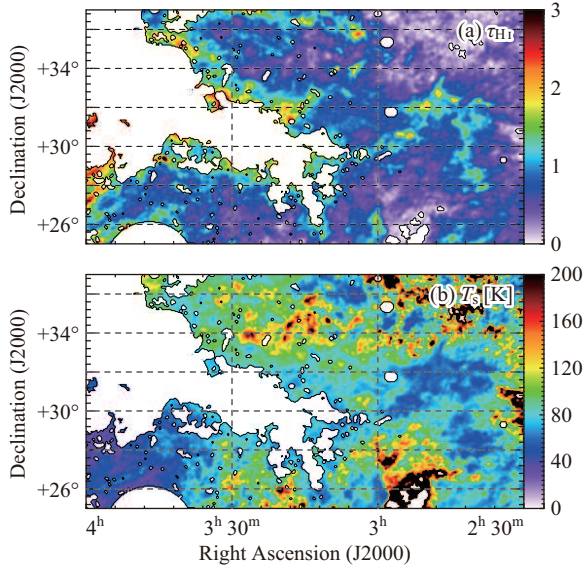 (a) τHI
3
2
1
0
+34°
+30°
+26°
Declination (J2000)
(b) Ts [K]
200
160
120
80
40
0
+34°
+30°
+26°
Declination (J2000)
4h 3h 30m 3h 2h 30m
Right Ascension (J2000)